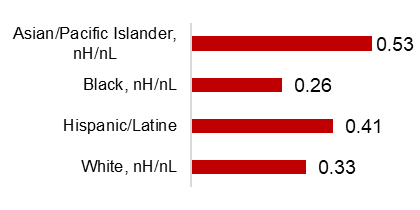 Asian/Pacific Islander,
nH/nL
0.53
Black, nH/nL
0.26
Hispanic/Latine
0.41
White, nH/nL
0.33